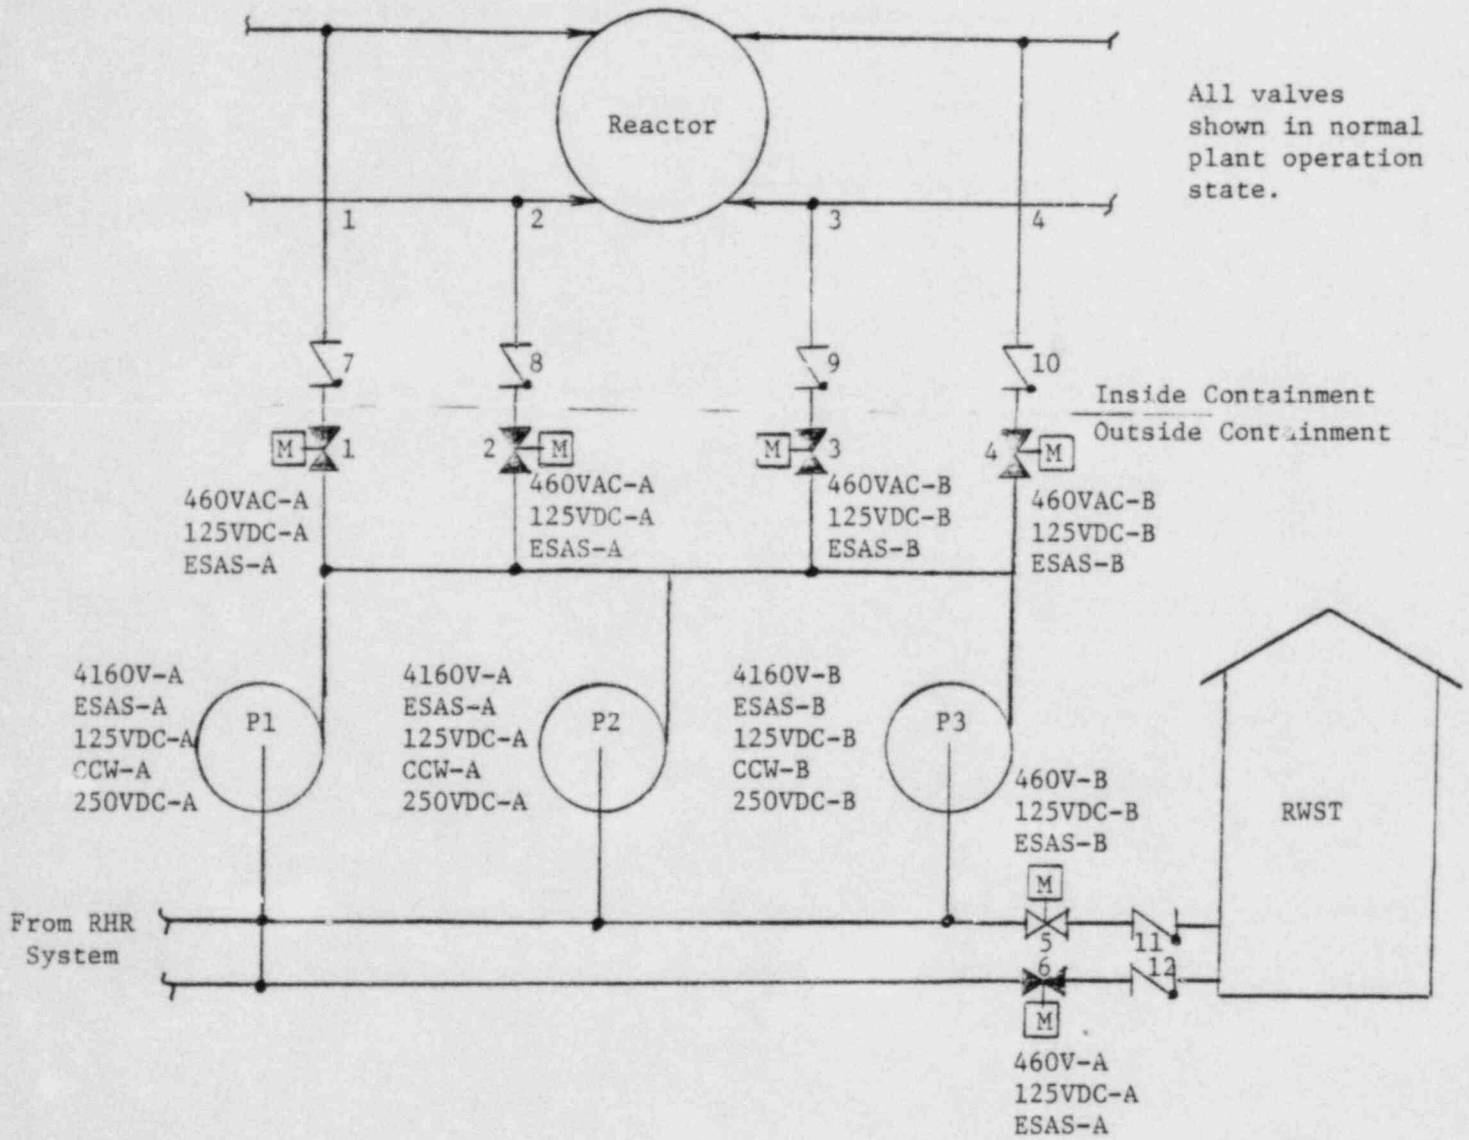 Reactor
All valves
shown in normal
plant operation
state.
1
2
3
4
7
8
9
10
Inside Containment
Outside Containment
M
1
2
M
M
3
4
M
460VAC-A
125VDC-A
ESAS-A
460VAC-A
125VDC-A
ESAS-A
460VAC-B
125VDC-B
ESAS-B
460VAC-B
125VDC-B
ESAS-B
4160V-A
ESAS-A
125VDC-A
CCW-A
250VDC-A
P1
4160V-A
ESAS-A
125VDC-A
CCW-A
250VDC-A
P2
4160V-B
ESAS-B
125VDC-B
CCW-B
250VDC-B
P3
460V-B
125VDC-B
ESAS-B
M
RWST
From RHR
System
5
11
6
12
M
460V-A
125VDC-A
ESAS-A